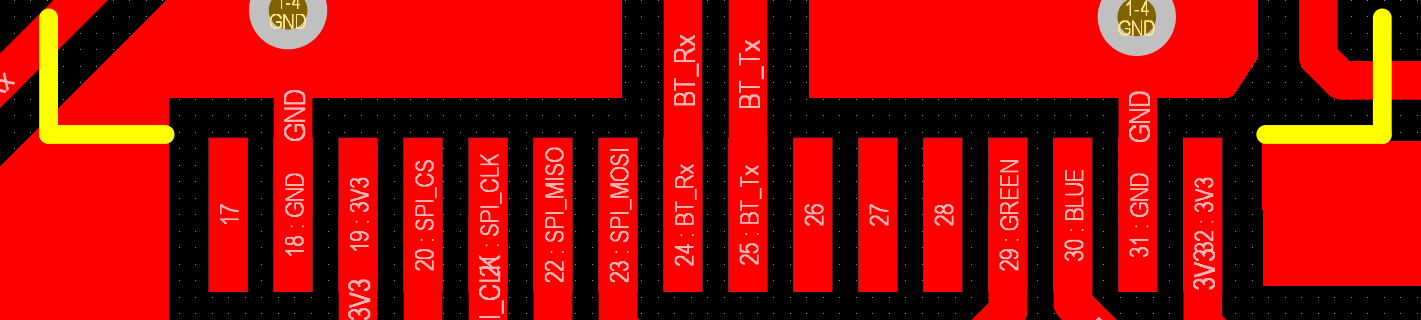 1-4
GND
1-4
GND
BT_Rx
BT_Tx
GND
GND
17
18 : GND
19 : 3V3
20 : SPI_CS
21 : SPI_CLK
22 : SPI_MISO
23 : SPI_MOSI
24 : BT_Rx
25 : BT_Tx
26
27
28
29 : GREEN
30 : BLUE
31 : GND
32 : 3V3
3V3
I_CLK
3V3